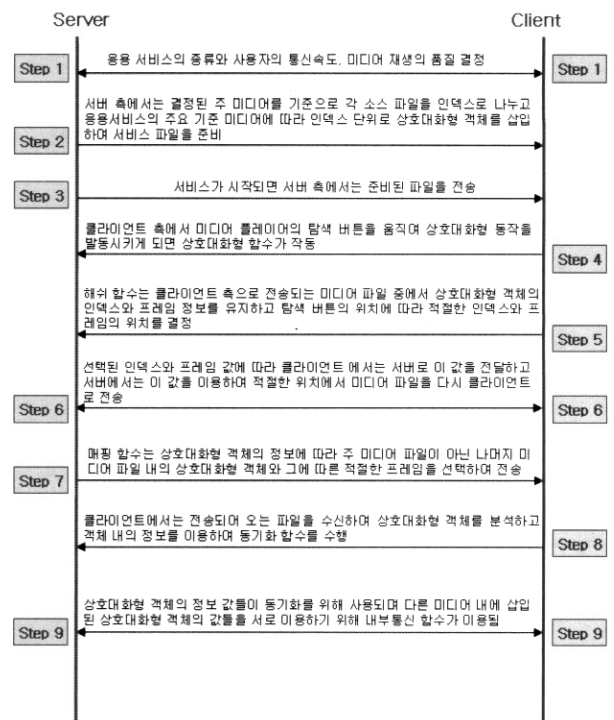 Server
Client
Step 1
응용 서비스의 종류와 사용자의 통신속도, 미디어 재생의 품질 결정
Step 1
서버 측에서는 결정된 주 미디어를 기준으로 각 소스 파일을 인덱스로 나누고
응용서비스의 주요 기준 미디어에 따라 인덱스 단위로 상호대화형 객체를 삽입
하여 서비스 파일을 준비
Step 2
서비스가 시작되면 서버 측에서는 준비된 파일을 전송
Step 3
클라이언트 측에서 미디어 플레이어의 탐색 버튼을 움직여 상호대화형 동작을
발동시키게 되면 상호대화형 함수가 작동
Step 4
해쉬 함수는 클라이언트 측으로 전송되는 미디어 파일 중에서 상호대화형 객체의
인덱스와 프레임 정보를 유지하고 탐색 버튼의 위치에 따라 적절한 인덱스와 프
레임의 위치를 결정
Step 5
선택된 인덱스와 프레임 값에 따라 클라이언트 에서는 서버로 이 값을 전달하고
서버에서는 이 값을 이용하여 적절한 위치에서 미디어 파일을 다시 클라이언트
로 전송
Step 6
Step 6
매핑 함수는 상호대화형 객체의 정보에 따라 주 미디어 파일이 아닌 나머지 미
디어 파일 내의 상호대화형 객체와 그에 따른 적절한 프레임을 선택하여 전송
Step 7
클라이언트에서는 전송되어 오는 파일을 수신하여 상호대화형 객체를 분석하고
객체 내의 정보를 이용하여 동기화 함수를 수행
Step 8
상호대화형 객체의 정보 값들이 동기화를 위해 사용되며 다른 미디어 내에 삽입
된 상호대화형 객체의 값들을 서로 이용하기 위해 내부통신 함수가 이용됨
Step 9
Step 9